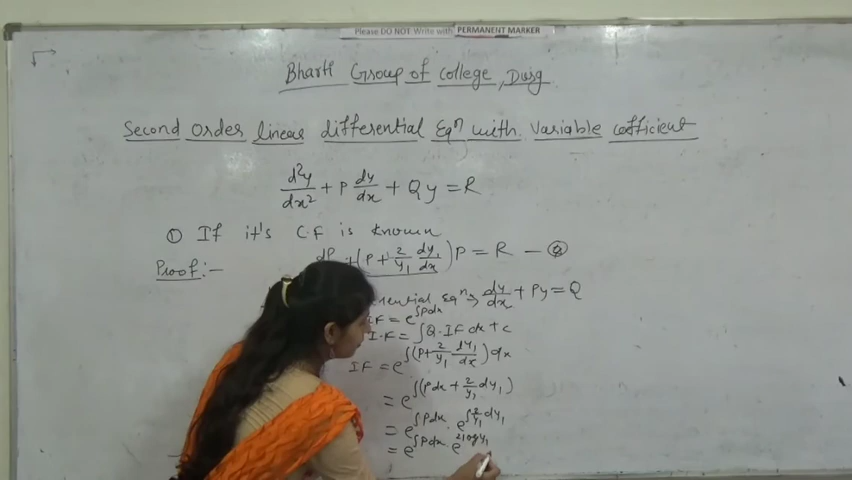 Please DO NOT Write with PERMANENT MARKER
Bharti Group of college, Durg
Second Order linear differential Eqⁿ with variable coefficient
d²y/dx² + P dy/dx + Qy = R
① If it's C.F is known
Proof:-
dP + (P + 2/y₁ dy₁/dx)P = R —
Eqⁿ → dy/dx + Py = Q
IF = e^∫Pdx
I.F = ∫Q · IF dx + c
IF = e^∫(P + 2/y₁ dy₁/dx) dx
= e^∫(Pdx + 2/y₁ dy₁)
= e^∫Pdx · e^∫2/y₁ dy₁
= e^∫Pdx · e^2logy₁